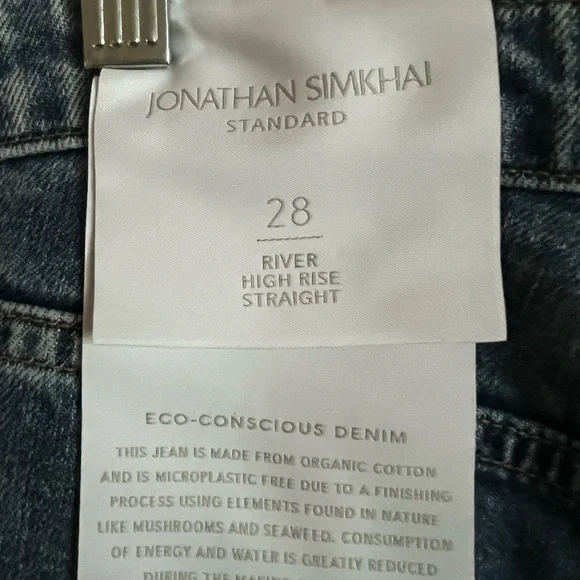 JONATHAN SIMKHAI
STANDARD
28
RIVER
HIGH RISE
STRAIGHT
ECO-CONSCIOUS DENIM
THIS JEAN IS MADE FROM ORGANIC COTTON
AND IS MICROPLASTIC FREE DUE TO A FINISHING
PROCESS USING ELEMENTS FOUND IN NATURE
LIKE MUSHROOMS AND SEAWEED. CONSUMPTION
OF ENERGY AND WATER IS GREATLY REDUCED
DURING THE